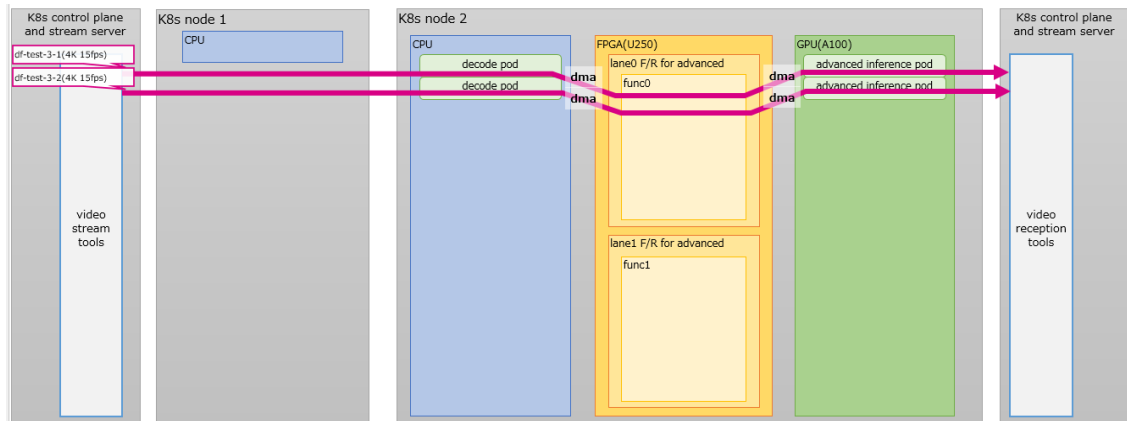 K8s control plane
and stream server
df-test-3-1(4K 15fps)
df-test-3-2(4K 15fps)
video
stream
tools
K8s node 1
CPU
K8s node 2
CPU
decode pod
decode pod
dma
dma
FPGA(U250)
lane0 F/R for advanced
func0
lane1 F/R for advanced
func1
dma
dma
GPU(A100)
advanced inference pod
advanced inference pod
K8s control plane
and stream server
video
reception
tools